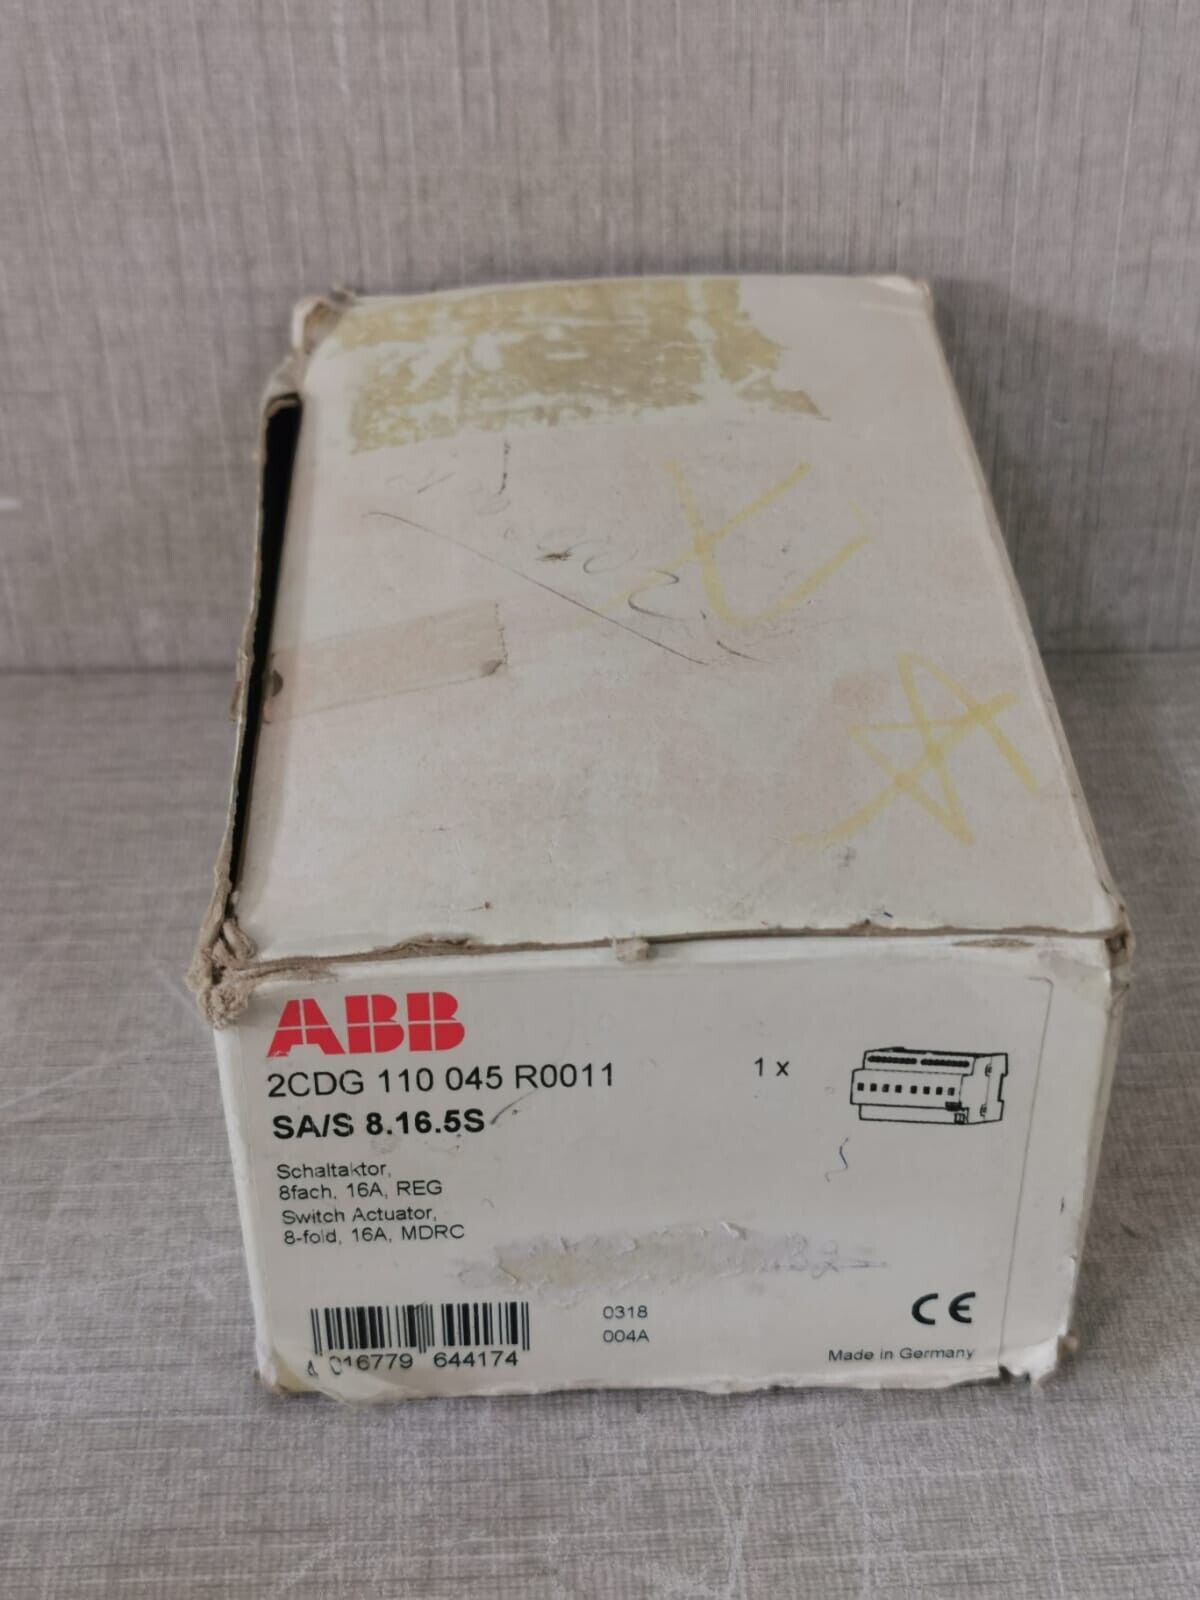 ABB
2CDG 110 045 R0011
1 x
SA/S 8.16.5S
Schaltaktor,
8fach, 16A, REG
Switch Actuator,
8-fold, 16A, MDRC
0318
004A
CE
4 016779 644174
Made in Germany